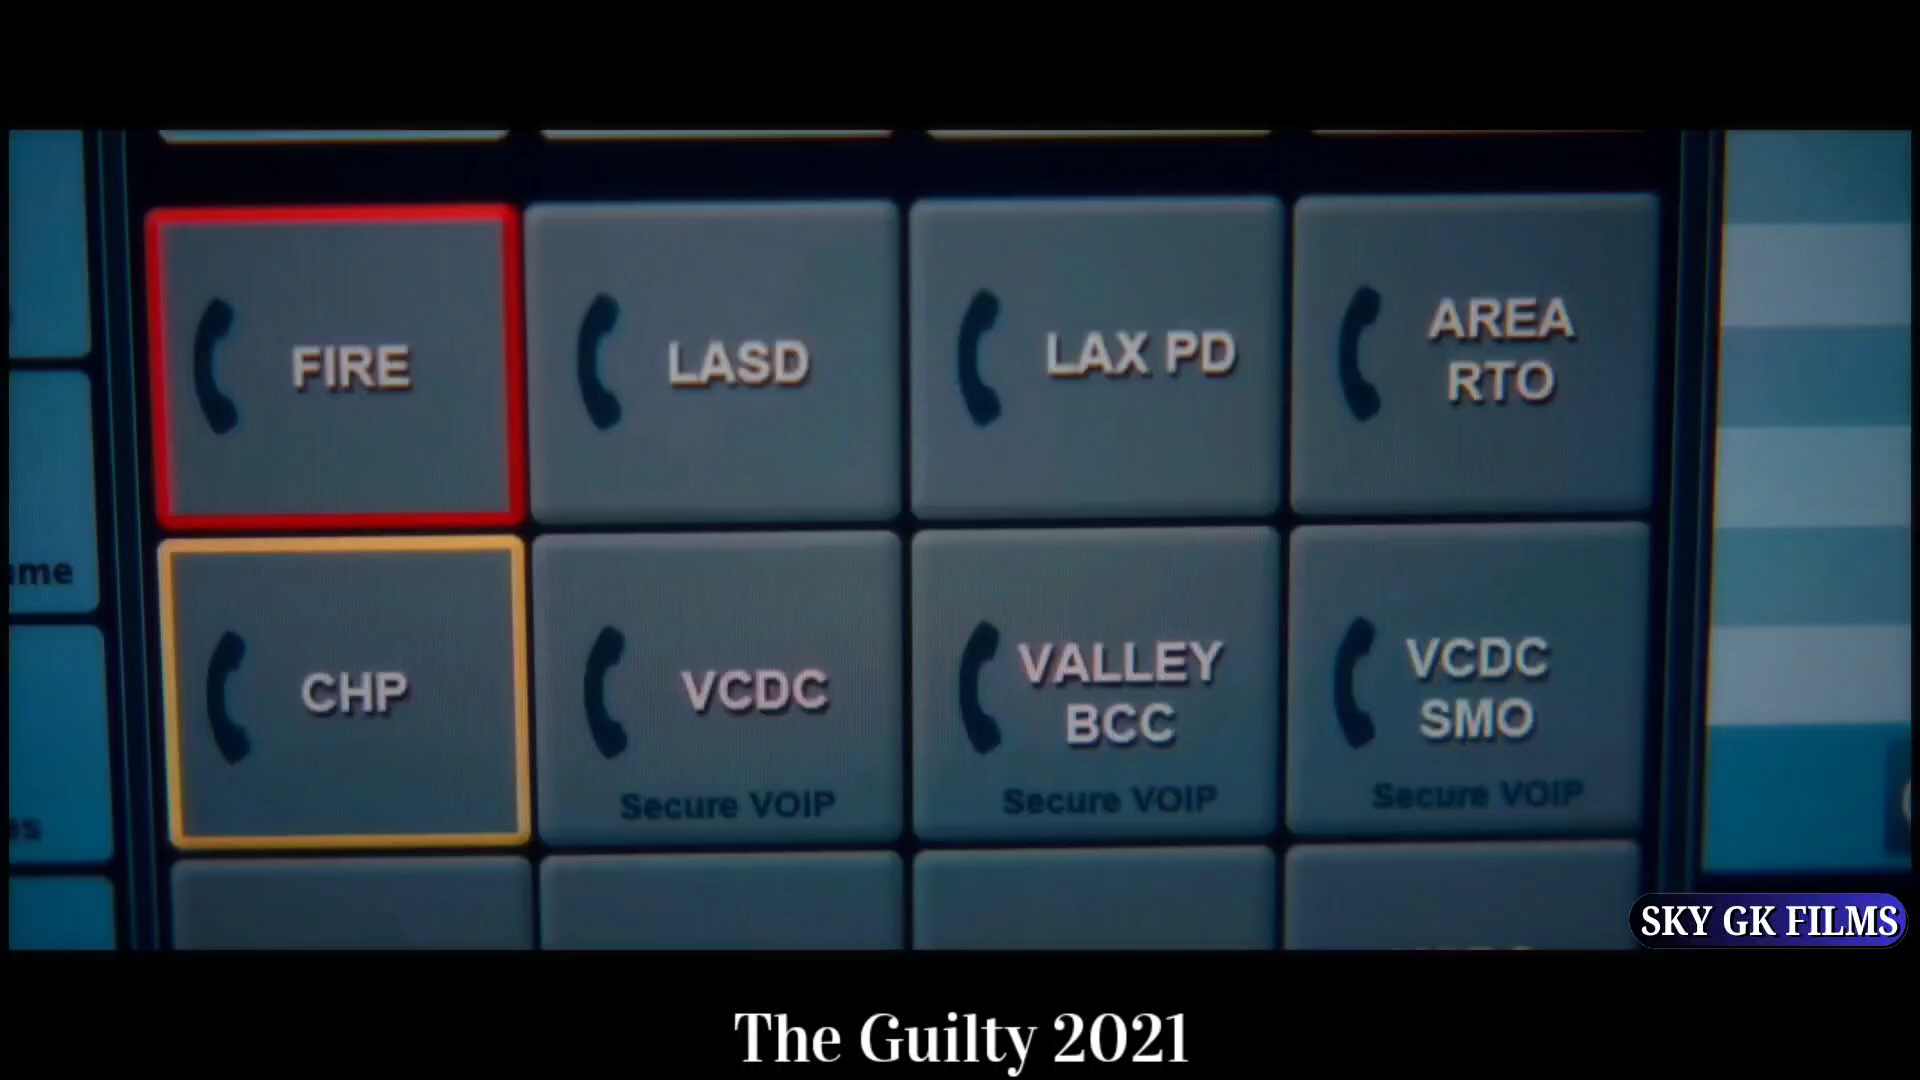 FIRE
LASD
LAX PD
AREA
RTO
CHP
VCDC
Secure VOIP
VALLEY
BCC
Secure VOIP
VCDC
SMO
Secure VOIP
SKY GK FILMS
The Guilty 2021